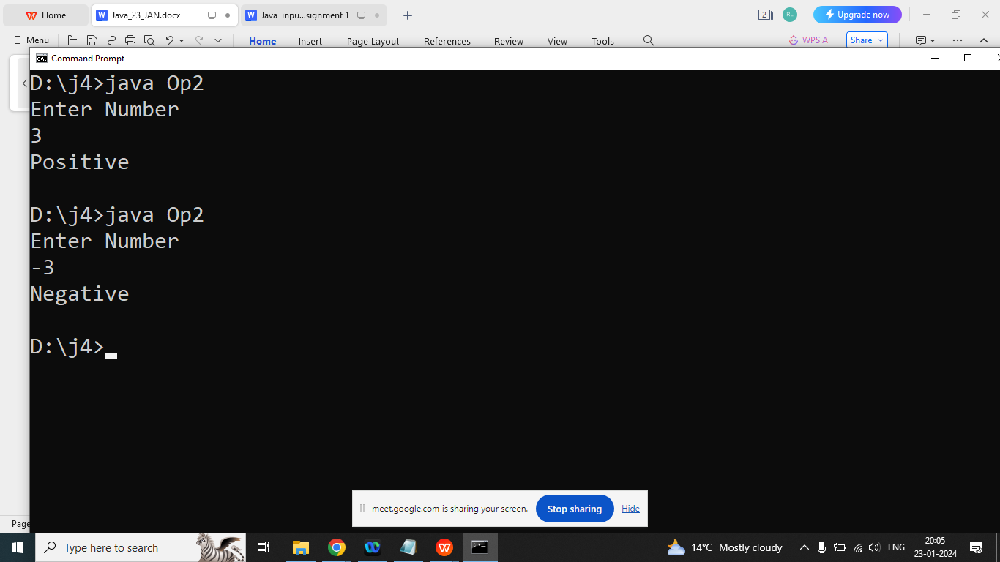 Home
Java_23_JAN.docx
Java inpu...signment 1
2
RL
Upgrade now
Menu
Home
Insert
Page Layout
References
Review
View
Tools
WPS AI
Share
Command Prompt
D:\j4>java Op2
Enter Number
3
Positive
D:\j4>java Op2
Enter Number
-3
Negative
D:\j4>
meet.google.com is sharing your screen.
Stop sharing
Hide
Page
Type here to search
14°C Mostly cloudy
ENG
20:05
23-01-2024